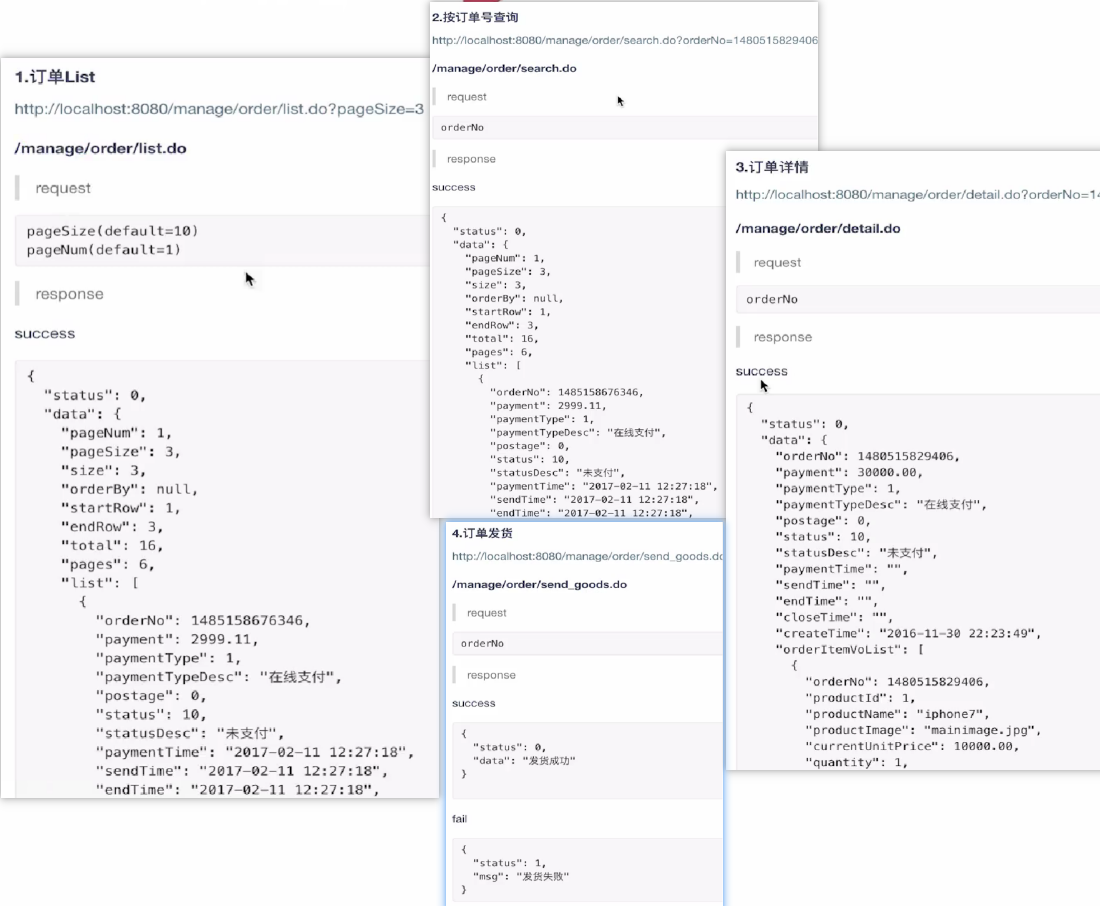 1.订单List
http://localhost:8080/manage/order/list.do?pageSize=3
/manage/order/list.do
request
pageSize(default=10)
pageNum(default=1)
response
success
{
"status": 0,
"data": {
"pageNum": 1,
"pageSize": 3,
"size": 3,
"orderBy": null,
"startRow": 1,
"endRow": 3,
"total": 16,
"pages": 6,
"list": [
{
"orderNo": 1485158676346,
"payment": 2999.11,
"paymentType": 1,
"paymentTypeDesc": "在线支付",
"postage": 0,
"status": 10,
"statusDesc": "未支付",
"paymentTime": "2017-02-11 12:27:18",
"sendTime": "2017-02-11 12:27:18",
"endTime": "2017-02-11 12:27:18",
2.按订单号查询
http://localhost:8080/manage/order/search.do?orderNo=1480515829406
/manage/order/search.do
request
orderNo
response
success
{
"status": 0,
"data": {
"pageNum": 1,
"pageSize": 3,
"size": 3,
"orderBy": null,
"startRow": 1,
"endRow": 3,
"total": 16,
"pages": 6,
"list": [
{
"orderNo": 1485158676346,
"payment": 2999.11,
"paymentType": 1,
"paymentTypeDesc": "在线支付",
"postage": 0,
"status": 10,
"statusDesc": "未支付",
"paymentTime": "2017-02-11 12:27:18",
"sendTime": "2017-02-11 12:27:18",
"endTime": "2017-02-11 12:27:18",
3.订单详情
http://localhost:8080/manage/order/detail.do?orderNo=14
/manage/order/detail.do
request
orderNo
response
success
{
"status": 0,
"data": {
"orderNo": 1480515829406,
"payment": 30000.00,
"paymentType": 1,
"paymentTypeDesc": "在线支付",
"postage": 0,
"status": 10,
"statusDesc": "未支付",
"paymentTime": "",
"sendTime": "",
"endTime": "",
"closeTime": "",
"createTime": "2016-11-30 22:23:49",
"orderItemVoList": [
{
"orderNo": 1480515829406,
"productId": 1,
"productName": "iphone7",
"productImage": "mainimage.jpg",
"currentUnitPrice": 10000.00,
"quantity": 1,
4.订单发货
http://localhost:8080/manage/order/send_goods.do
/manage/order/send_goods.do
request
orderNo
response
success
{
"status": 0,
"data": "发货成功"
}
fail
{
"status": 1,
"msg": "发货失败"
}